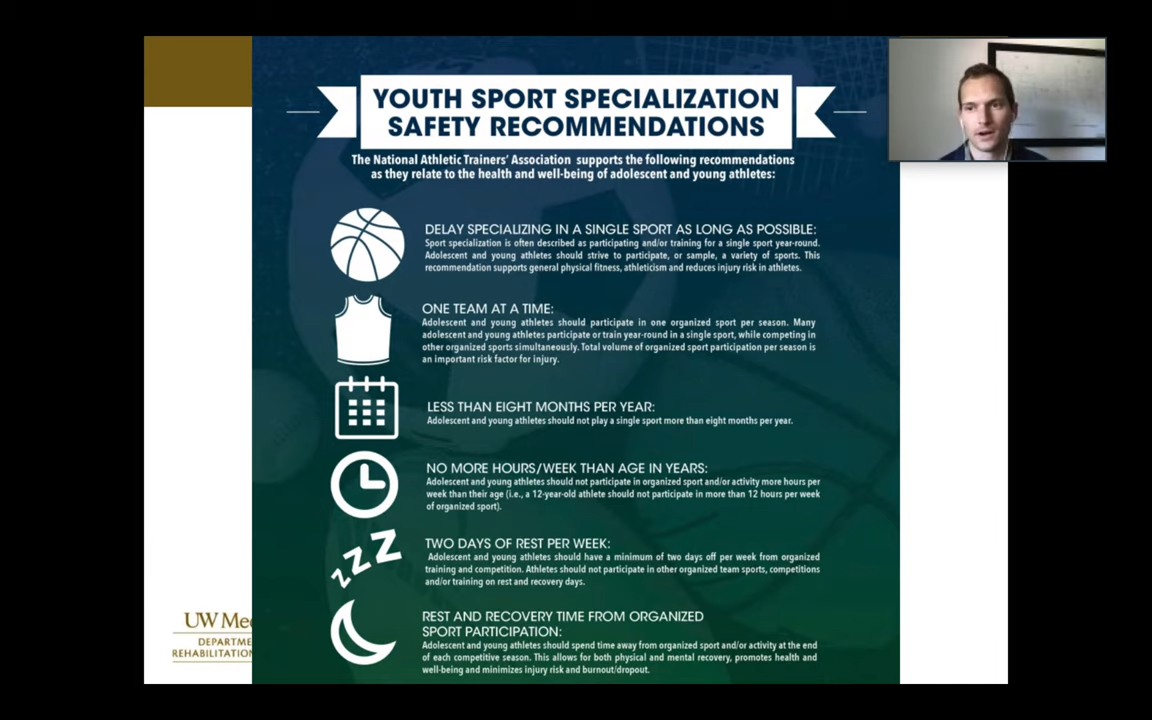 YOUTH SPORT SPECIALIZATION
SAFETY RECOMMENDATIONS
The National Athletic Trainers' Association supports the following recommendations
as they relate to the health and well-being of adolescent and young athletes:
DELAY SPECIALIZING IN A SINGLE SPORT AS LONG AS POSSIBLE:
Sport specialization is often described as participating and/or training for a single sport year-round.
Adolescent and young athletes should strive to participate, or sample, a variety of sports. This
recommendation supports general physical fitness, athleticism and reduces injury risk in athletes.
ONE TEAM AT A TIME:
Adolescent and young athletes should participate in one organized sport per season. Many
adolescent and young athletes participate or train year-round in a single sport, while competing in
other organized sports simultaneously. Total volume of organized sport participation per season is
an important risk factor for injury.
LESS THAN EIGHT MONTHS PER YEAR:
Adolescent and young athletes should not play a single sport more than eight months per year.
NO MORE HOURS/WEEK THAN AGE IN YEARS:
Adolescent and young athletes should not participate in organized sport and/or activity more hours per
week than their age (i.e., a 12-year-old athlete should not participate in more than 12 hours per week
of organized sport).
zzZ
TWO DAYS OF REST PER WEEK:
Adolescent and young athletes should have a minimum of two days off per week from organized
training and competition. Athletes should not participate in other organized team sports, competitions
and/or training on rest and recovery days.
REST AND RECOVERY TIME FROM ORGANIZED
SPORT PARTICIPATION:
Adolescent and young athletes should spend time away from organized sport and/or activity at the end
of each competitive season. This allows for both physical and mental recovery, promotes health and
well-being and minimizes injury risk and burnout/dropout.
UW Med
DEPARTME
REHABILITATION